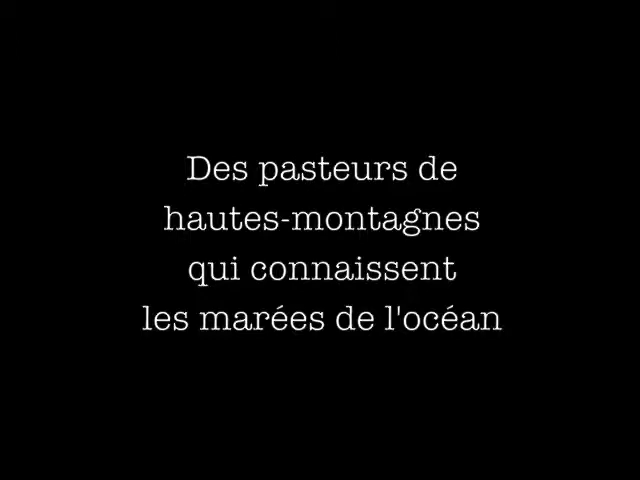 Des pasteurs de
hautes-montagnes
qui connaissent
les marées de l'océan